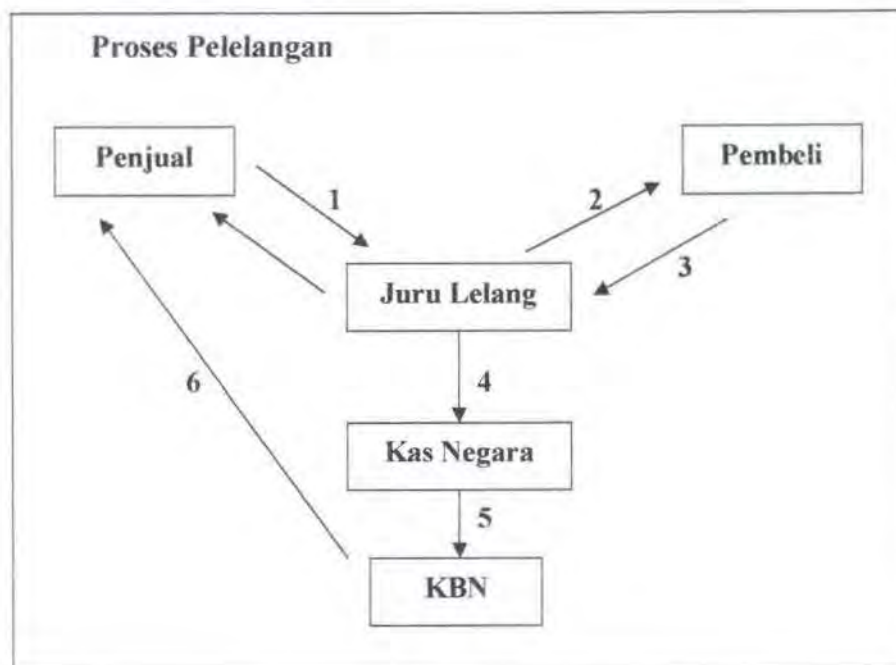 Proses Pelelangan
Penjual
Pembeli
1
2
3
Juru Lelang
6
4
Kas Negara
5
KBN